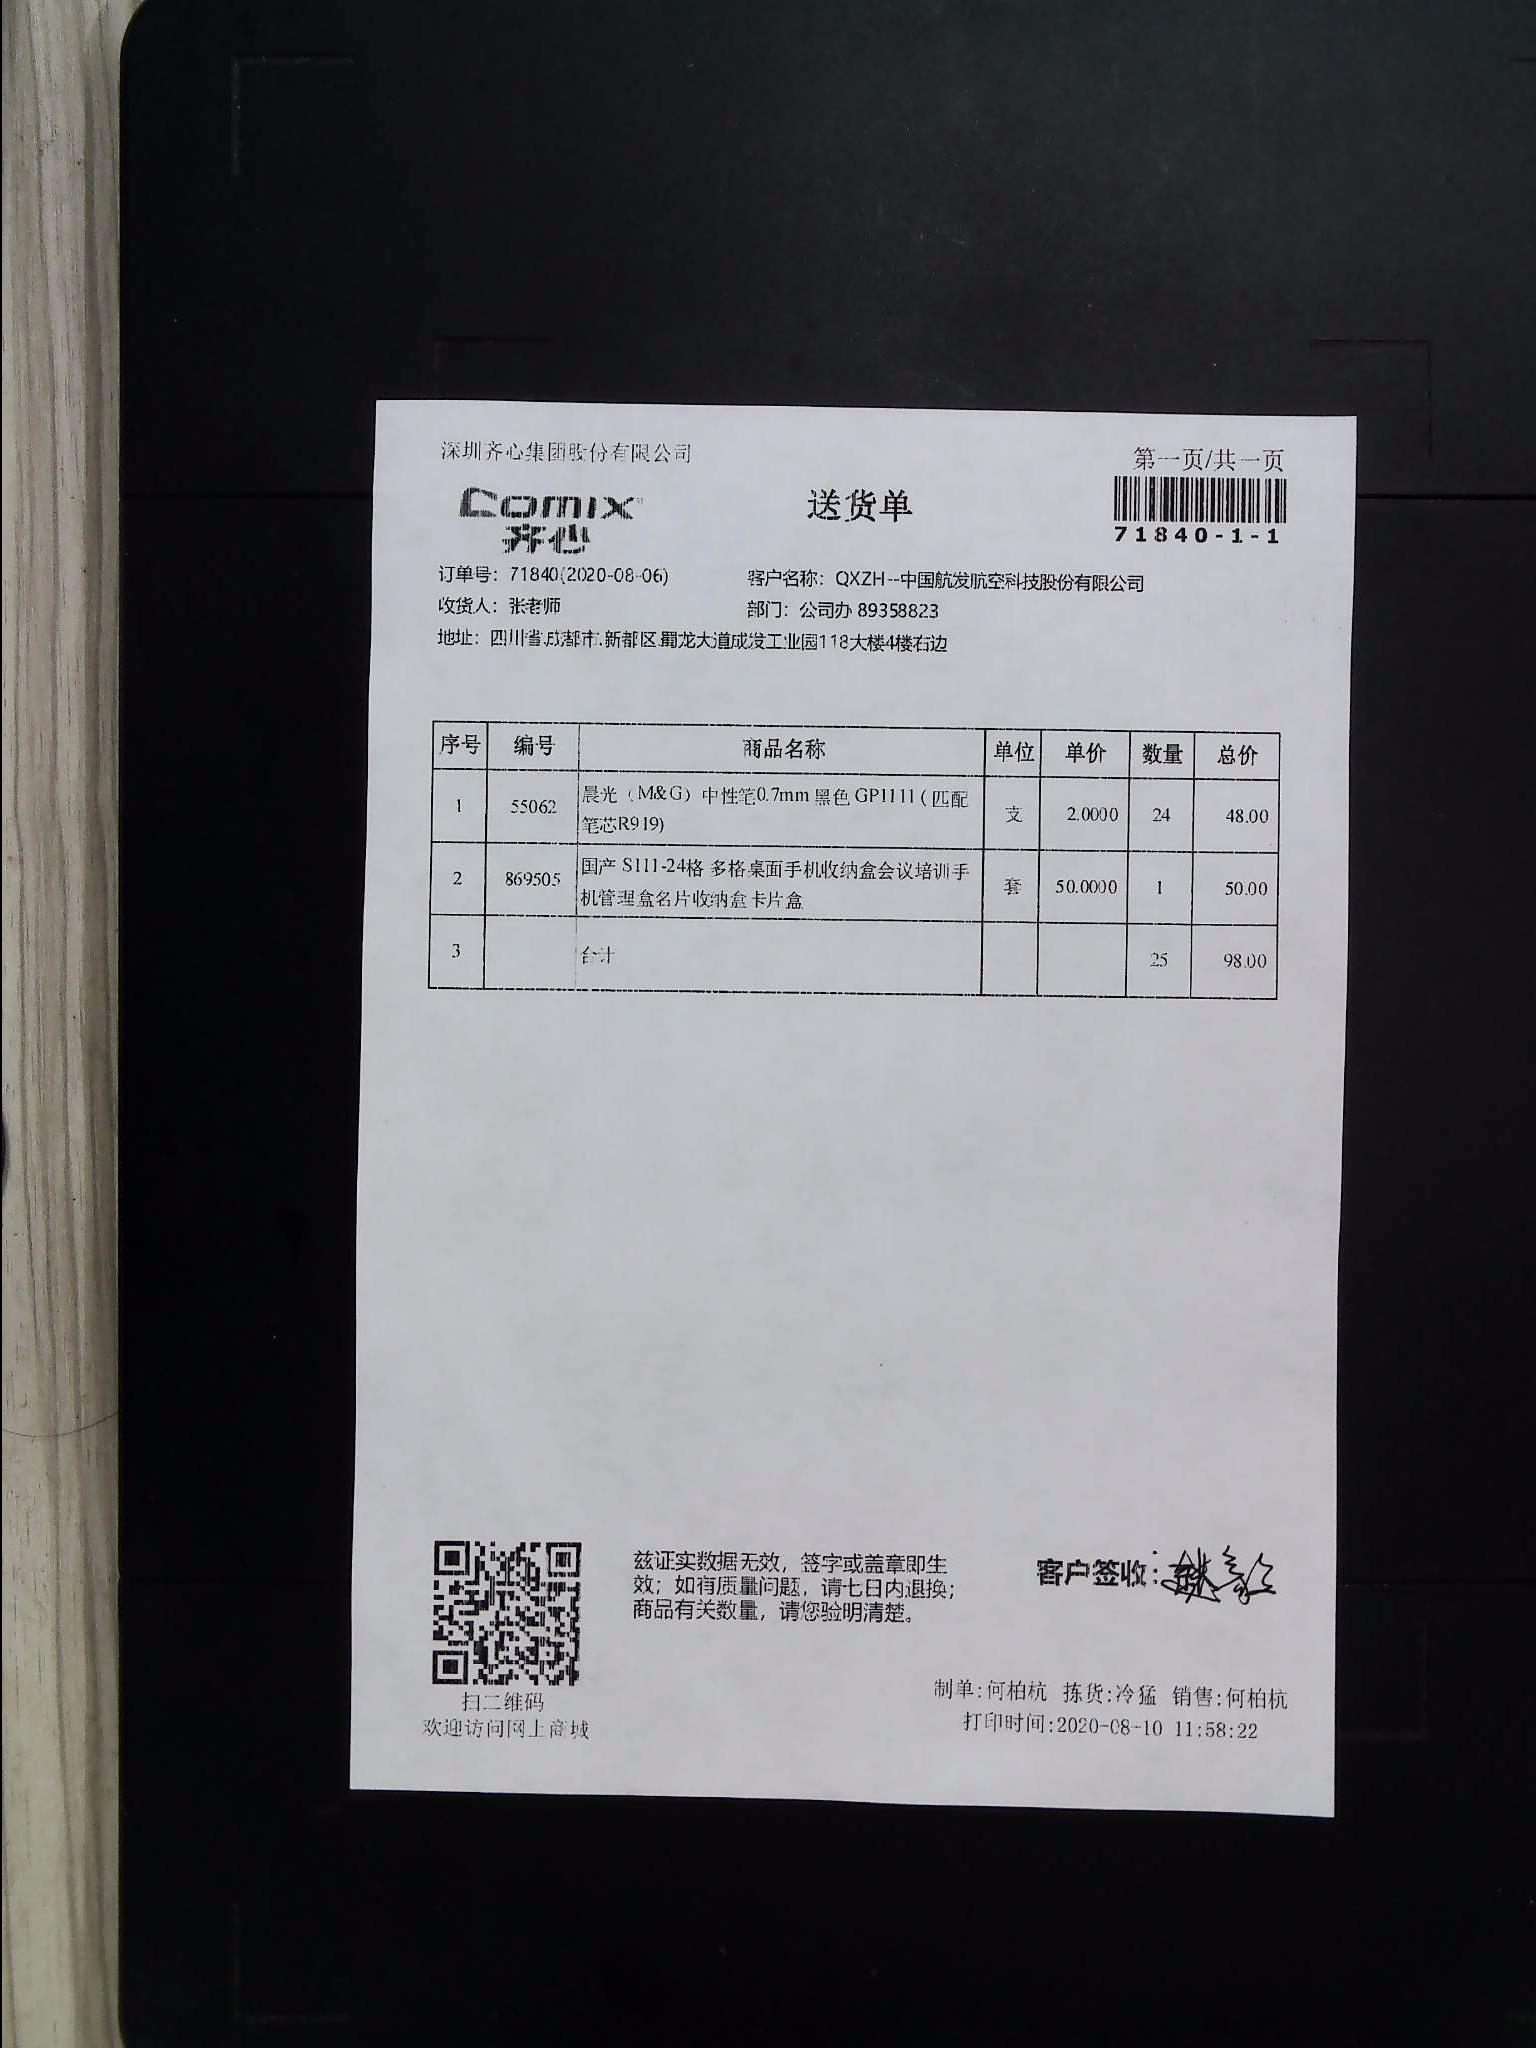 深圳齐心集团股份有限公司
第一页/共一页
Comix
齐心
送货单
71840-1-1
订单号：71840(2020-08-06) 客户名称：QXZH--中国航发航空科技股份有限公司
收货人：张老师 部门：公司办 89358823
地址：四川省.成都市.新都区.蜀龙大道成发工业园118大楼4楼右边
序号 编号 商品名称 单位 单价 数量 总价
1 55062 晨光（M&G）中性笔0.7mm 黑色 GP1111 ( 匹配 支 2.0000 24 48.00
笔芯R919)
2 869505 国产 S111-24格 多格桌面手机收纳盒会议培训手 套 50.0000 1 50.00
机管理盒名片收纳盒卡片盒
3 合计 25 98.00
兹证实数据无效，签字或盖章即生
效；如有质量问题，请七日内退换；
商品有关数量，请您验明清楚。
客户签收：
扫二维码
欢迎访问网上商城
制单:何柏杭 拣货:冷猛 销售:何柏杭
打印时间:2020-08-10 11:58:22